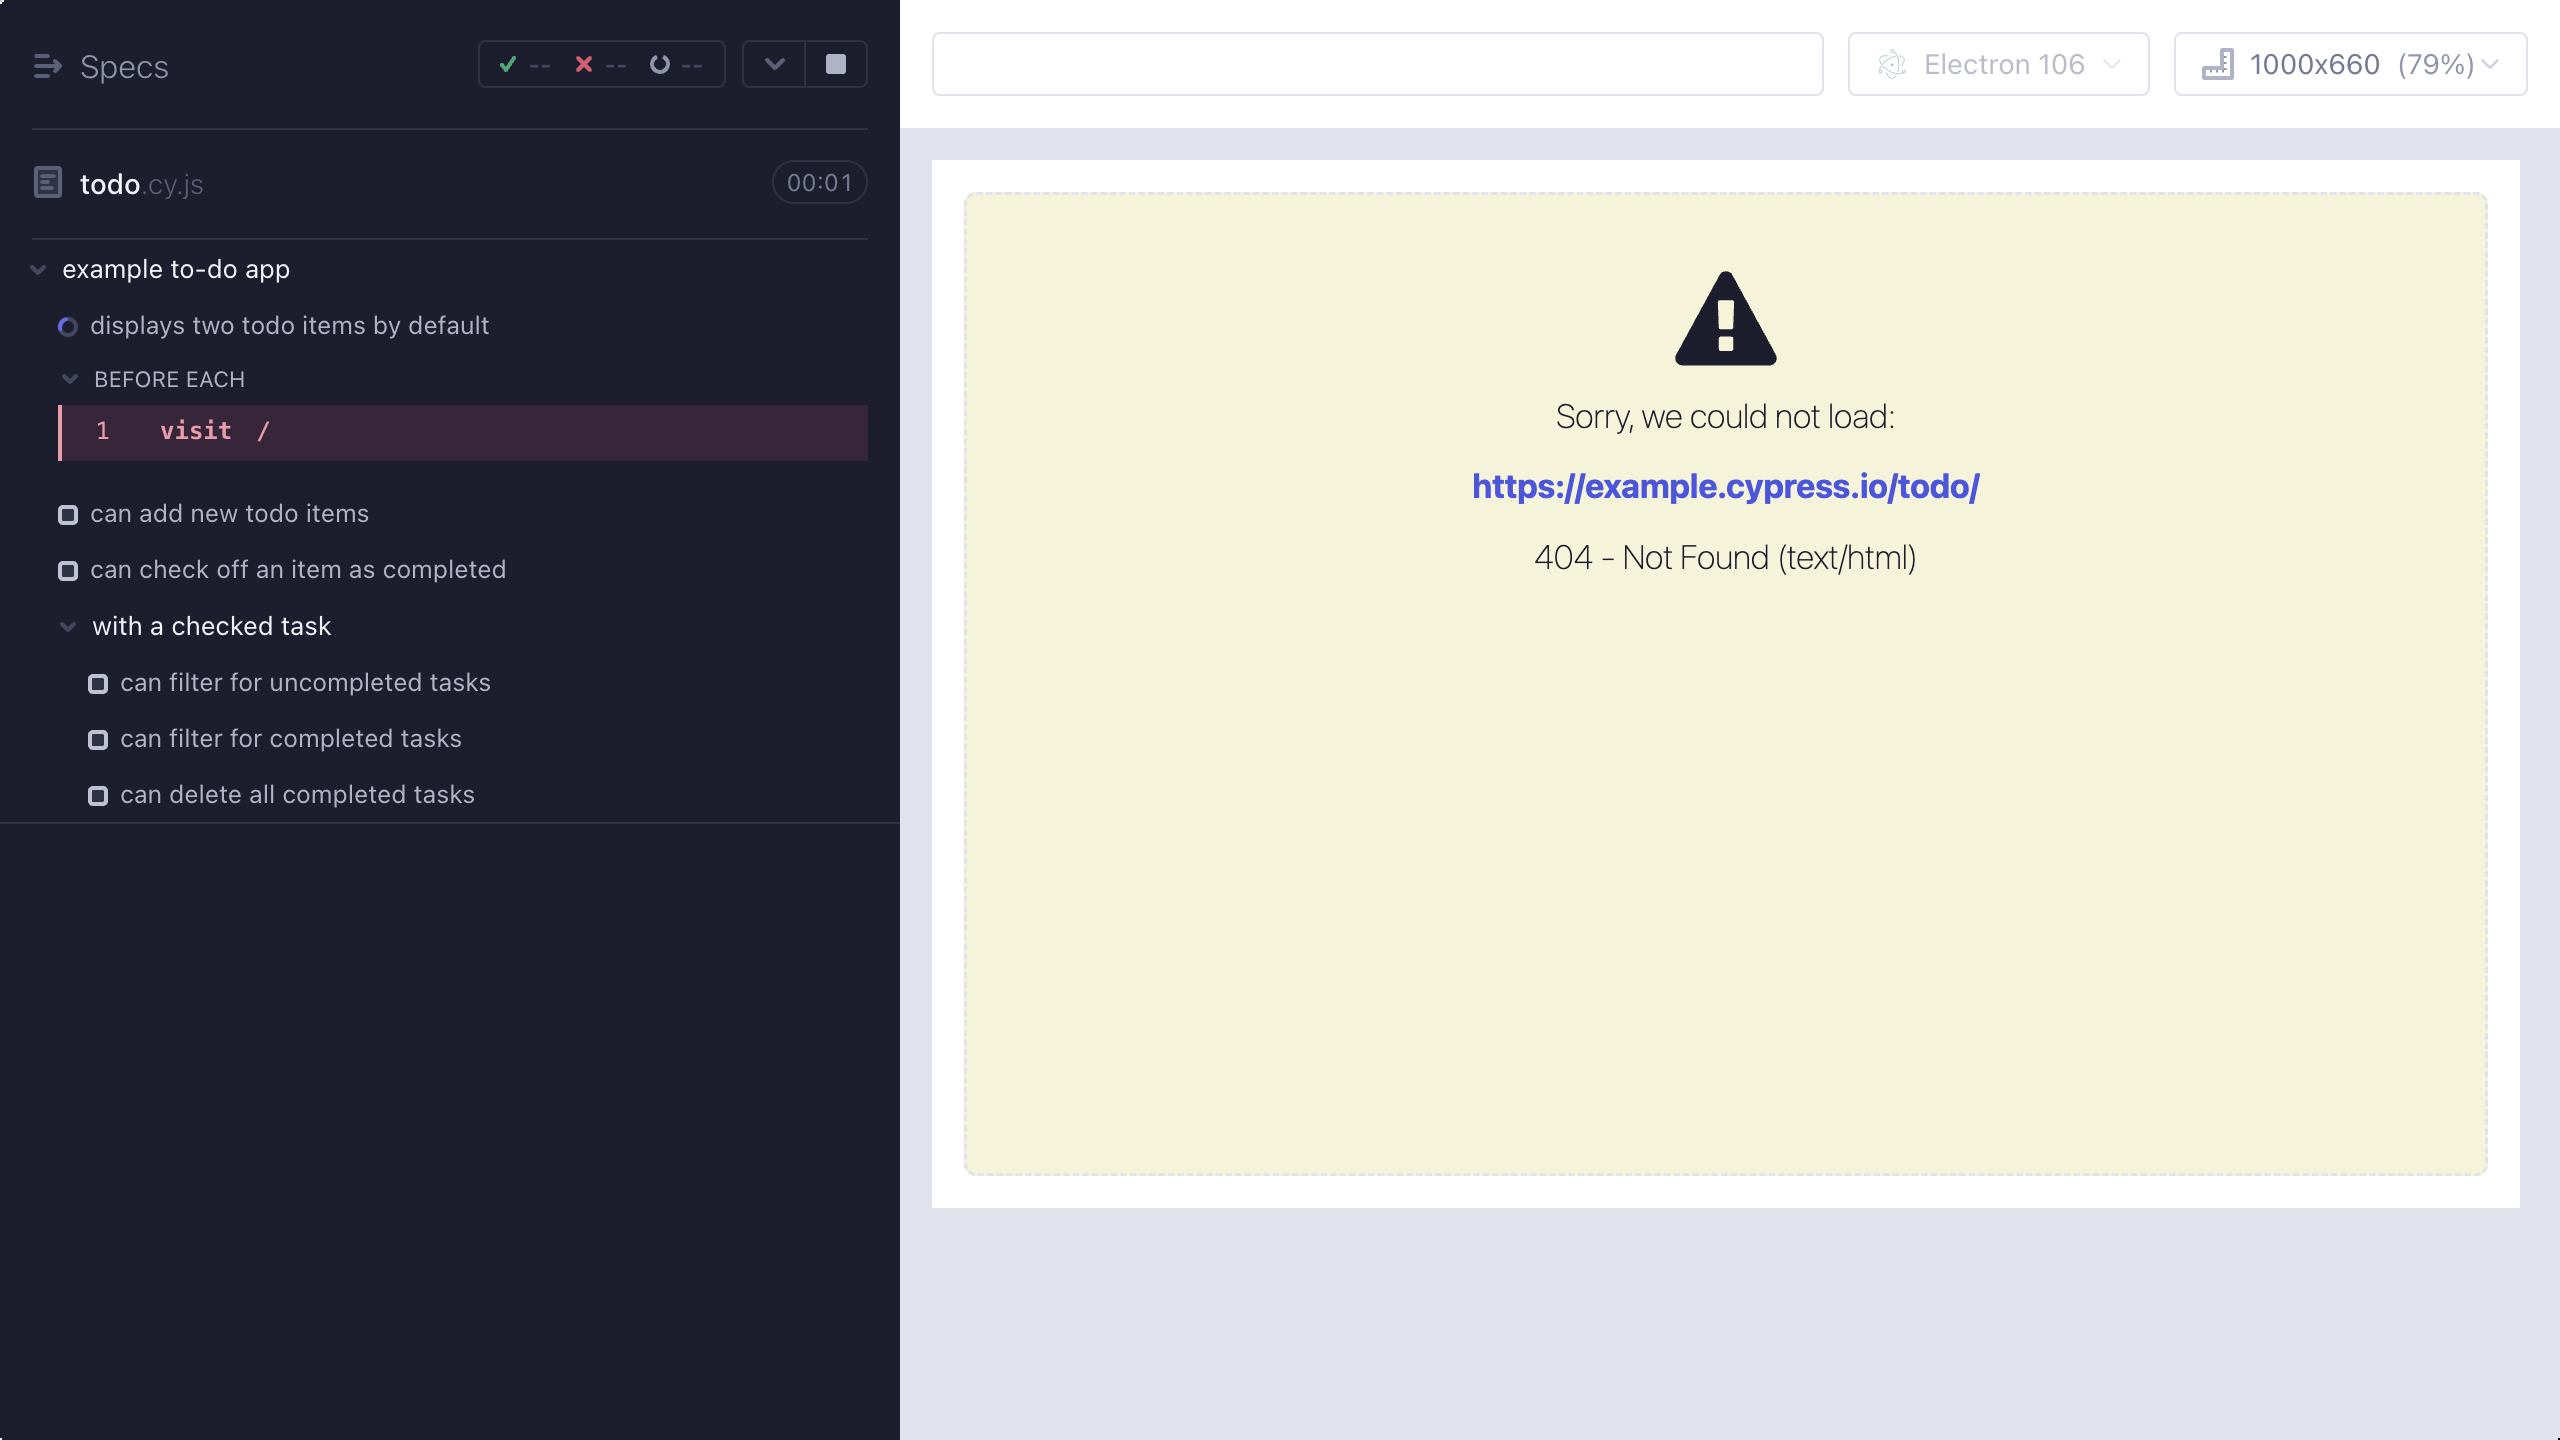 Specs
-- -- --
todo.cy.js
00:01
example to-do app
displays two todo items by default
BEFORE EACH
1 visit /
can add new todo items
can check off an item as completed
with a checked task
can filter for uncompleted tasks
can filter for completed tasks
can delete all completed tasks
Electron 106
1000x660 (79%)
Sorry, we could not load:
https://example.cypress.io/todo/
404 - Not Found (text/html)